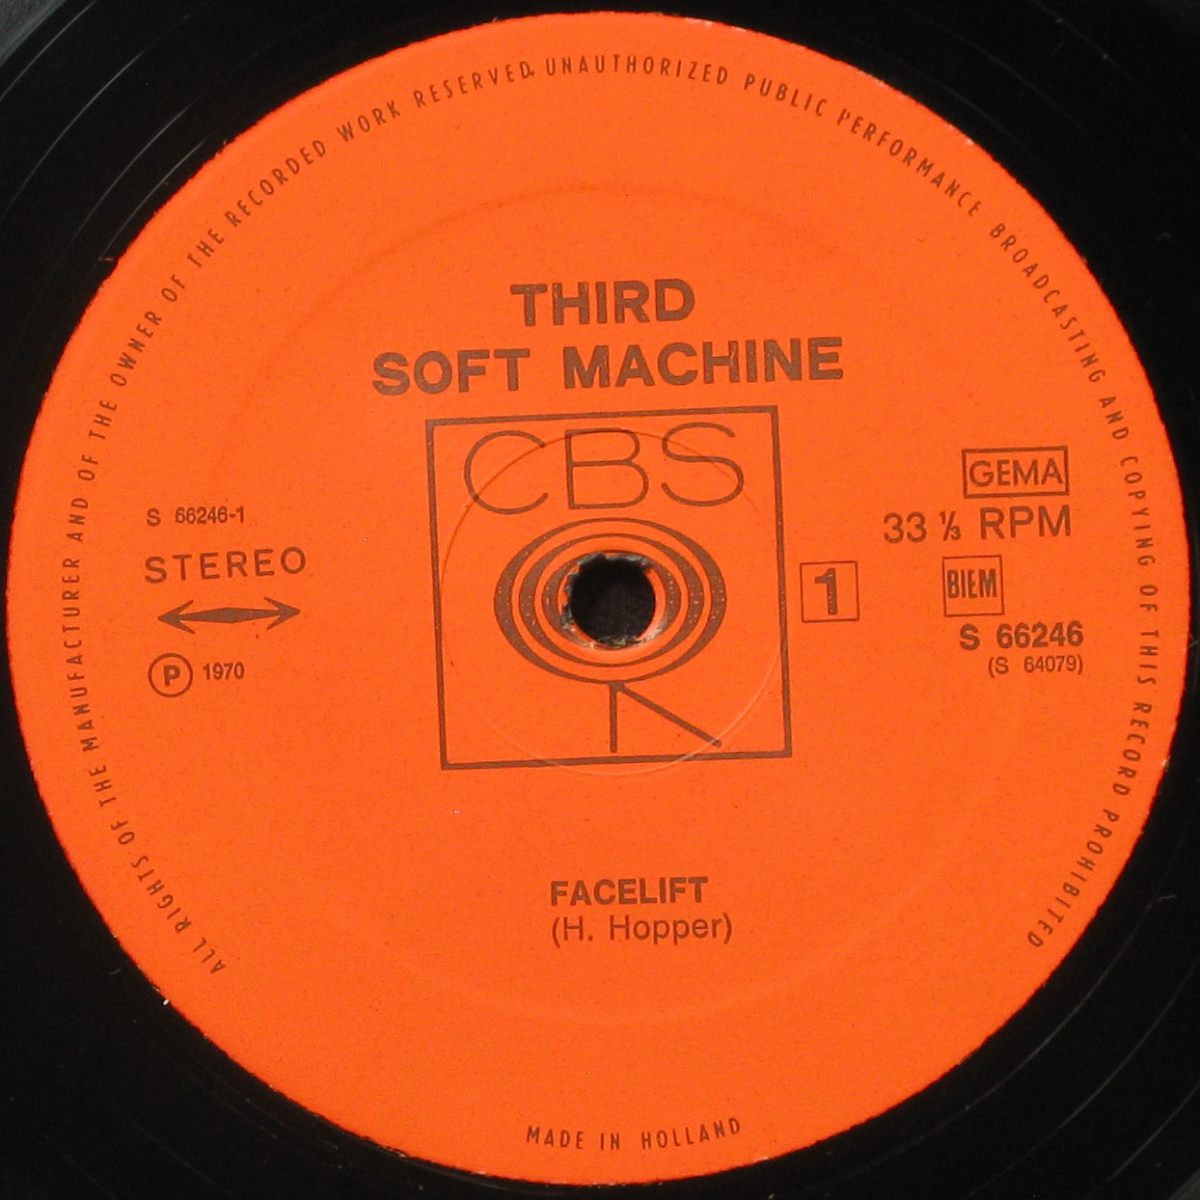 ALL RIGHTS OF THE MANUFACTURER AND OF THE OWNER OF THE RECORDED WORK RESERVED. UNAUTHORIZED PUBLIC PERFORMANCE BROADCASTING AND COPYING OF THIS RECORD PROHIBITED
THIRD
SOFT MACHINE
CBS
GEMA
S 66246-1
33 ⅓ RPM
STEREO
1
BIEM
S 66246
(S 64079)
Ⓟ 1970
FACELIFT
(H. Hopper)
MADE IN HOLLAND